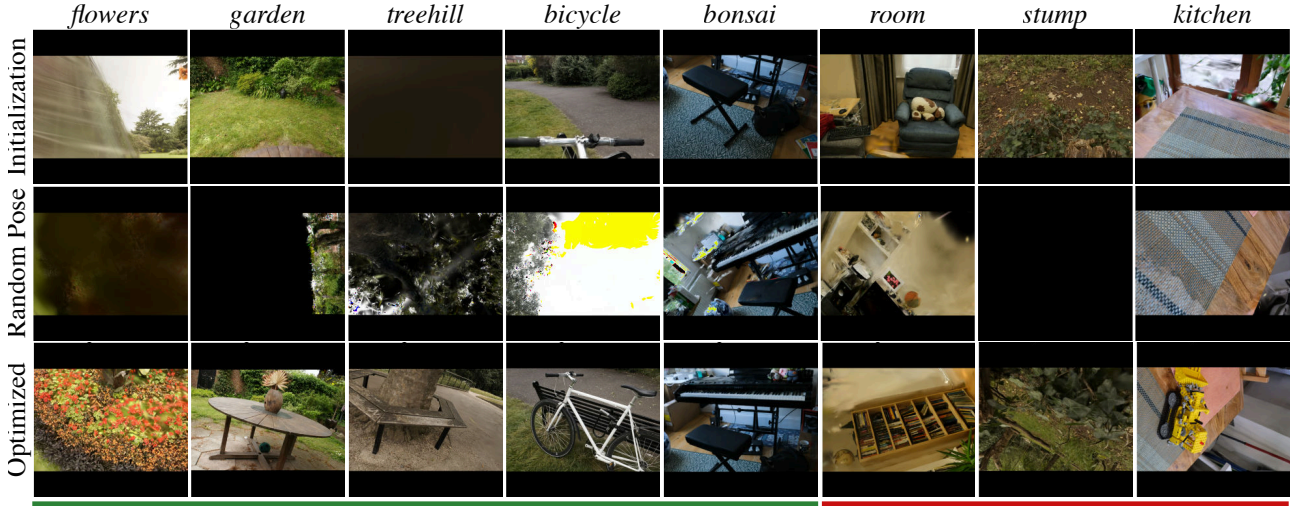 flowers garden treehill bicycle bonsai room stump kitchen
Initialization
Random Pose
Optimized